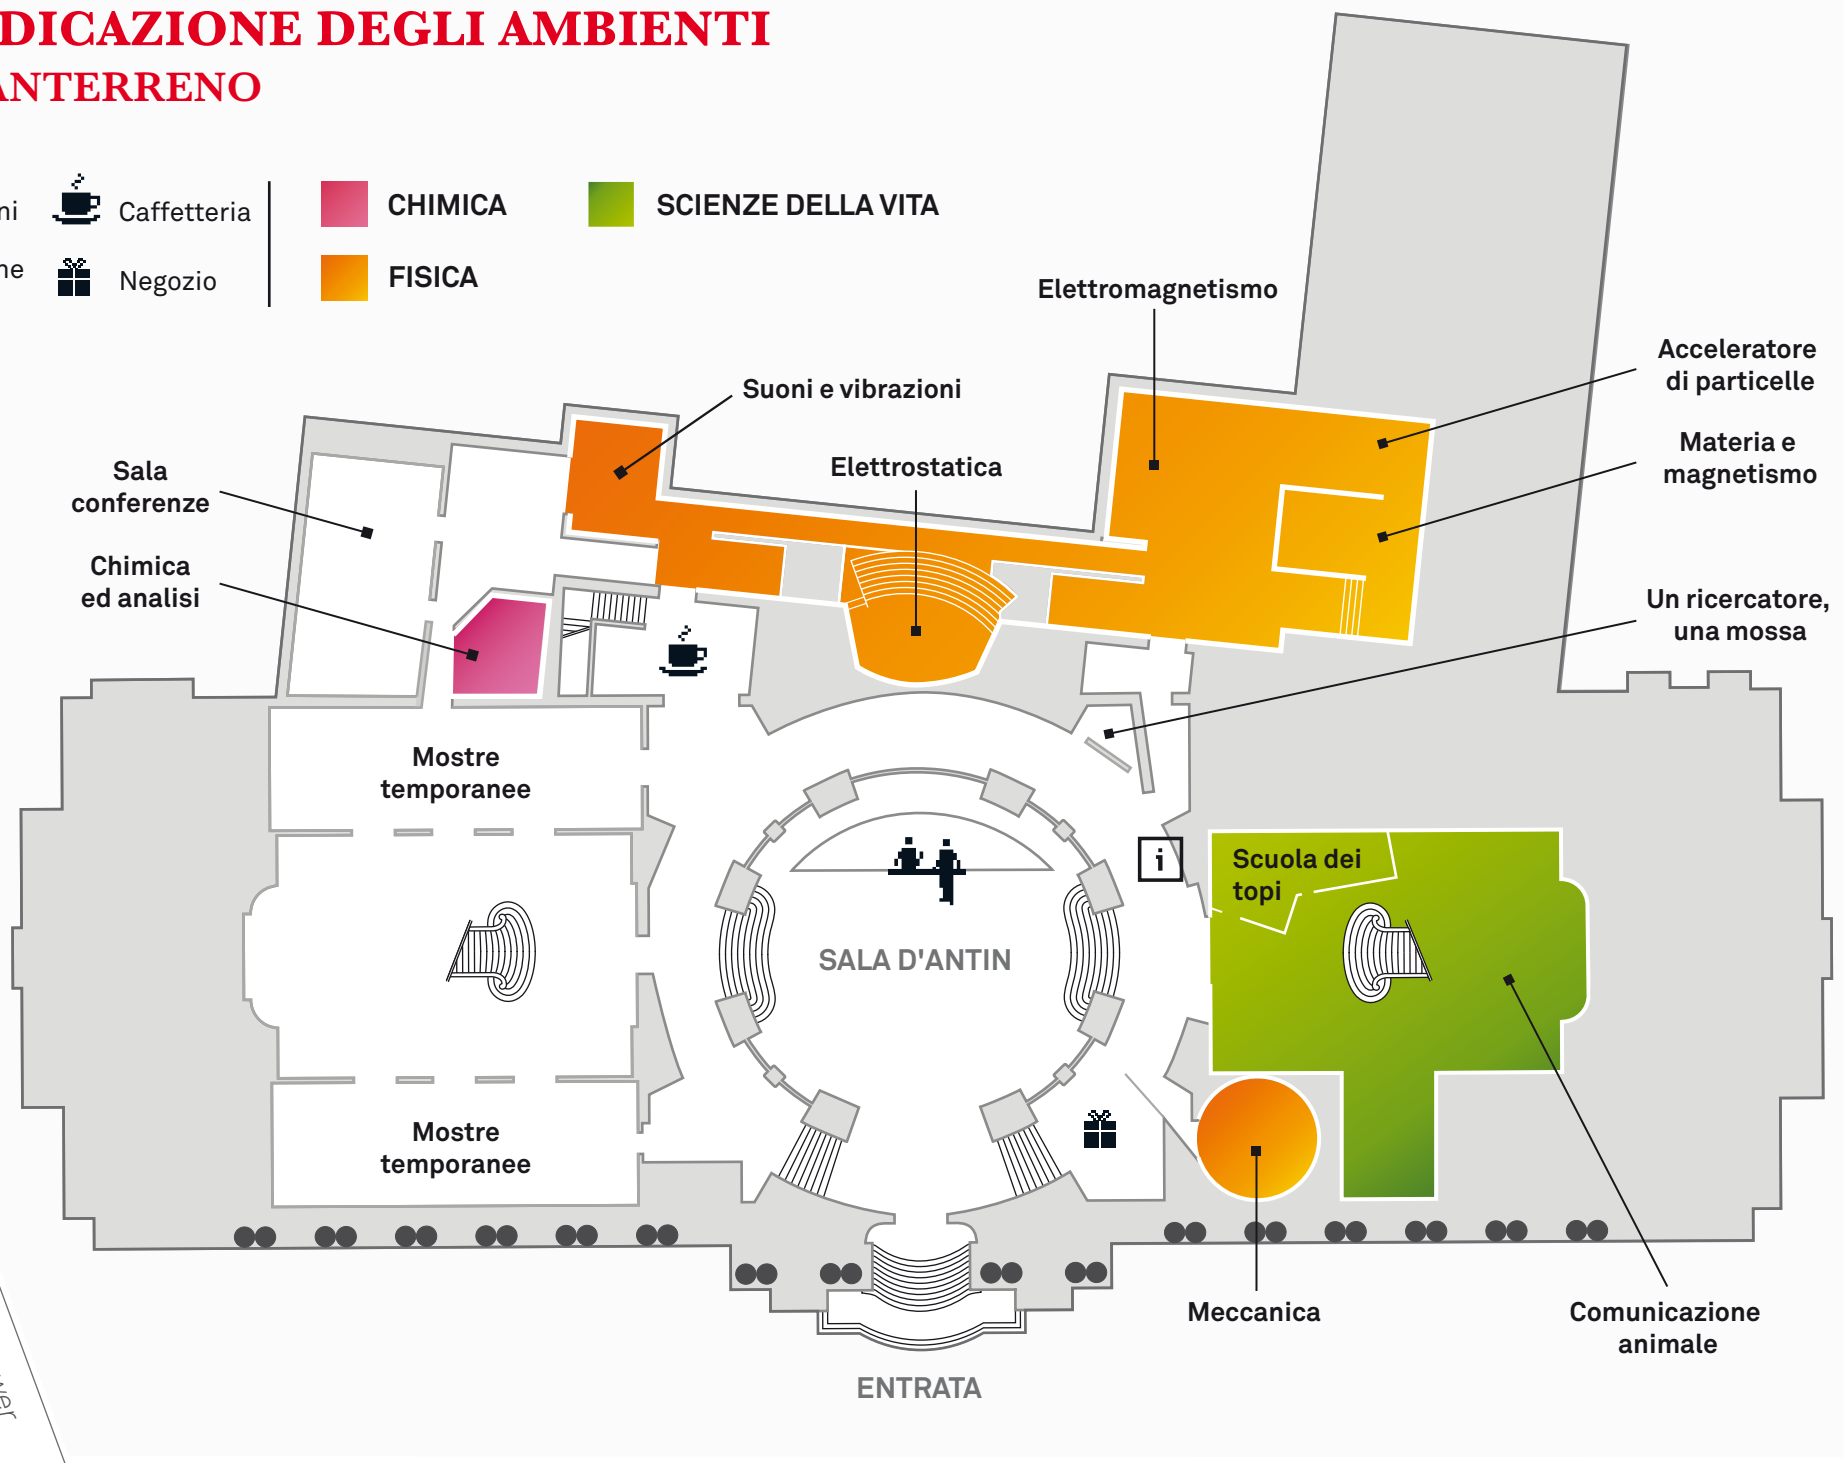 DICAZIONE DEGLI AMBIENTI
ANTERRENO
ni
Caffetteria
ne
Negozio
CHIMICA
SCIENZE DELLA VITA
FISICA
Elettromagnetismo
Acceleratore
di particelle
Suoni e vibrazioni
Materia e
magnetismo
Elettrostatica
Sala
conferenze
Chimica
ed analisi
Un ricercatore,
una mossa
Mostre
temporanee
i
Scuola dei
topi
SALA D'ANTIN
Mostre
temporanee
Meccanica
Comunicazione
animale
ENTRATA
wer